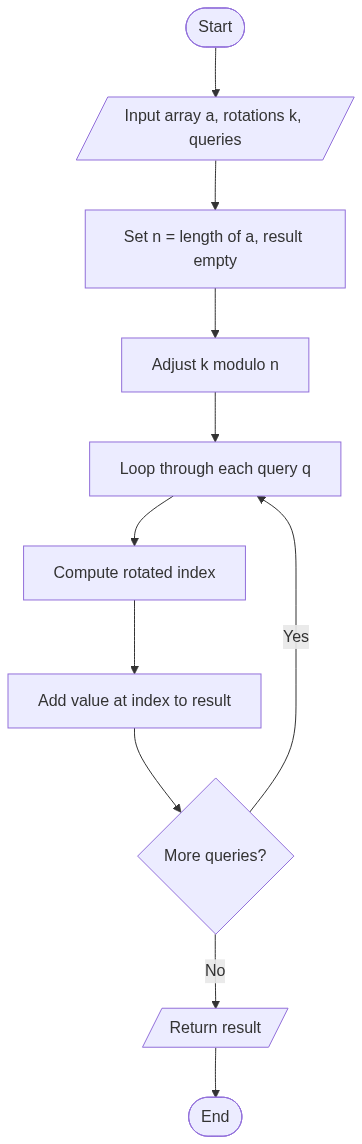 Start
Input array a, rotations k,
queries
Set n = length of a, result
empty
Adjust k modulo n
Loop through each query q
Compute rotated index
Yes
Add value at index to result
More queries?
No
Return result
End